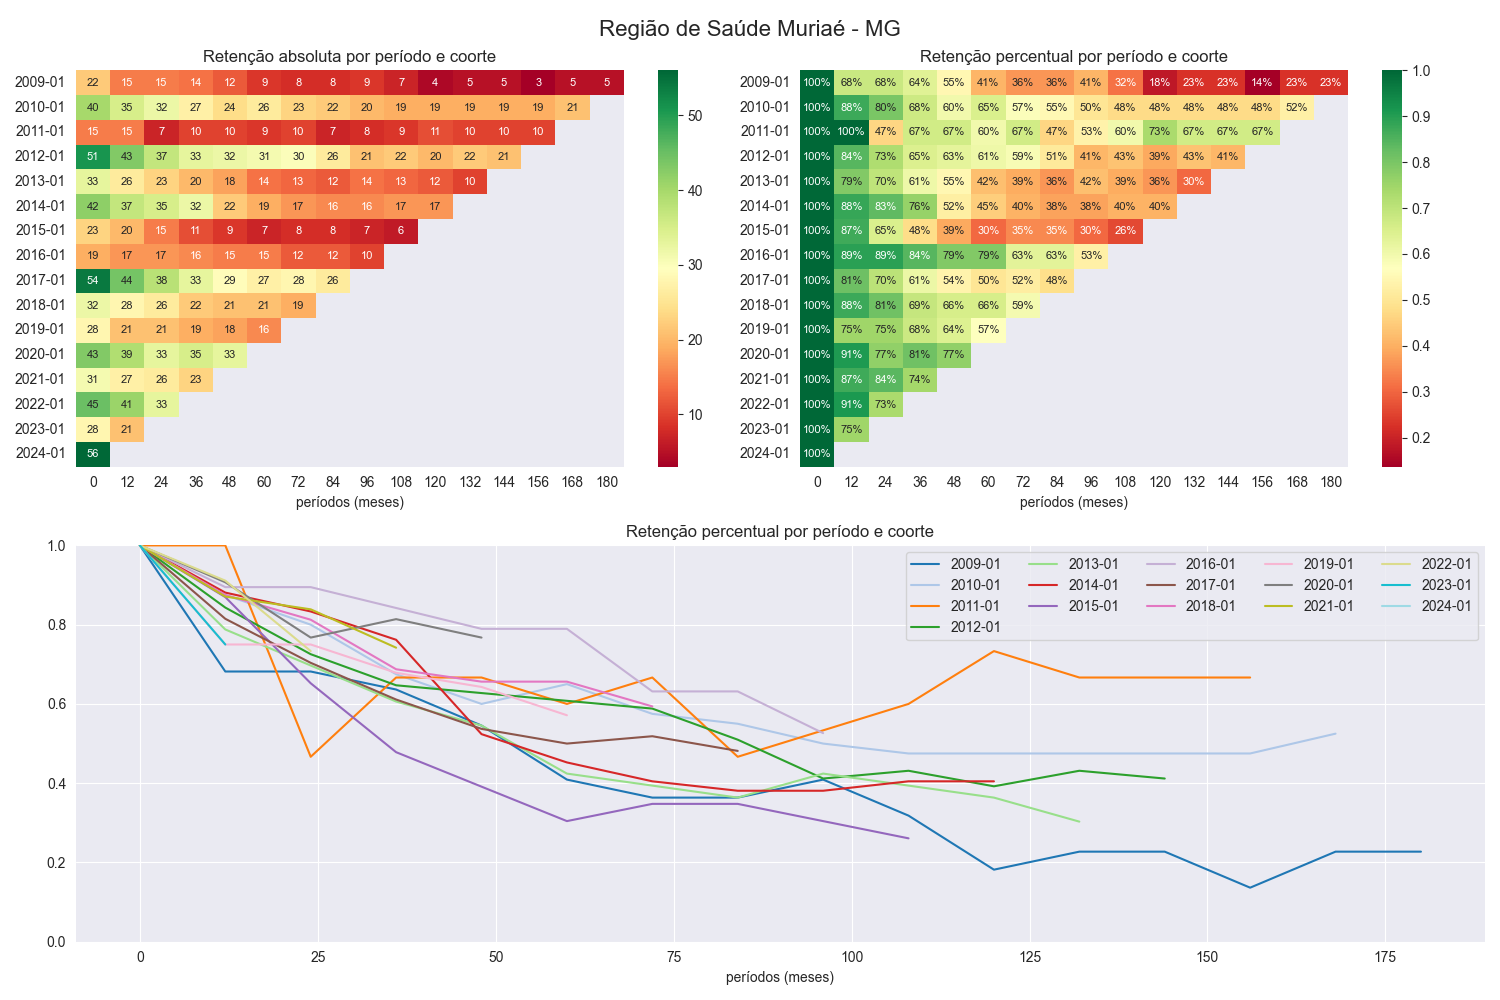 Região de Saúde Muriaé - MG
Retenção absoluta por período e coorte
2009-01 22 15 15 14 12 9 8 8 9 7 4 5 5 3 5 5
2010-01 40 35 32 27 24 26 23 22 20 19 19 19 19 19 21
2011-01 15 15 7 10 10 9 10 7 8 9 11 10 10 10
2012-01 51 43 37 33 32 31 30 26 21 22 20 22 21
2013-01 33 26 23 20 18 14 13 12 14 13 12 10
2014-01 42 37 35 32 22 19 17 16 16 17 17
2015-01 23 20 15 11 9 7 8 8 7 6
2016-01 19 17 17 16 15 15 12 12 10
2017-01 54 44 38 33 29 27 28 26
2018-01 32 28 26 22 21 21 19
2019-01 28 21 21 19 18 16
2020-01 43 39 33 35 33
2021-01 31 27 26 23
2022-01 45 41 33
2023-01 28 21
2024-01 56
0 12 24 36 48 60 72 84 96 108 120 132 144 156 168 180
períodos (meses)
50
40
30
20
10
Retenção percentual por período e coorte
2009-01 100% 68% 68% 64% 55% 41% 36% 36% 41% 32% 18% 23% 23% 14% 23% 23%
2010-01 100% 88% 80% 68% 60% 65% 57% 55% 50% 48% 48% 48% 48% 48% 52%
2011-01 100% 100% 47% 67% 67% 60% 67% 47% 53% 60% 73% 67% 67% 67%
2012-01 100% 84% 73% 65% 63% 61% 59% 51% 41% 43% 39% 43% 41%
2013-01 100% 79% 70% 61% 55% 42% 39% 36% 42% 39% 36% 30%
2014-01 100% 88% 83% 76% 52% 45% 40% 38% 38% 40% 40%
2015-01 100% 87% 65% 48% 39% 30% 35% 35% 30% 26%
2016-01 100% 89% 89% 84% 79% 79% 63% 63% 53%
2017-01 100% 81% 70% 61% 54% 50% 52% 48%
2018-01 100% 88% 81% 69% 66% 66% 59%
2019-01 100% 75% 75% 68% 64% 57%
2020-01 100% 91% 77% 81% 77%
2021-01 100% 87% 84% 74%
2022-01 100% 91% 73%
2023-01 100% 75%
2024-01 100%
0 12 24 36 48 60 72 84 96 108 120 132 144 156 168 180
períodos (meses)
1.0
0.9
0.8
0.7
0.6
0.5
0.4
0.3
0.2
Retenção percentual por período e coorte
1.0
0.8
0.6
0.4
0.2
0.0
2009-01 2013-01 2016-01 2019-01 2022-01
2010-01 2014-01 2017-01 2020-01 2023-01
2011-01 2015-01 2018-01 2021-01 2024-01
2012-01
0 25 50 75 100 125 150 175
períodos (meses)